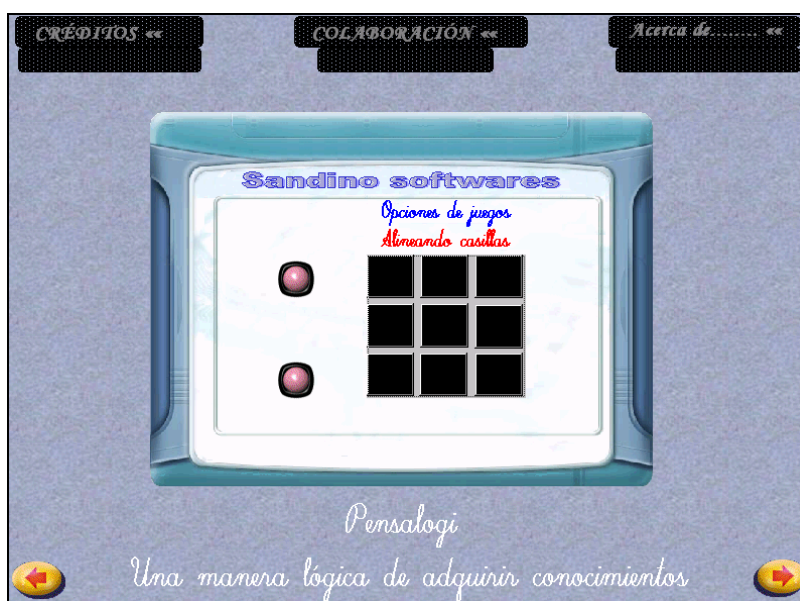 CRÉDITOS «« COLABORACIÓN «« Acerca de........ ««
Sandino softwares
Opciones de juegos
Alineando casillas
Pensalogi
Una manera lógica de adquirir conocimientos